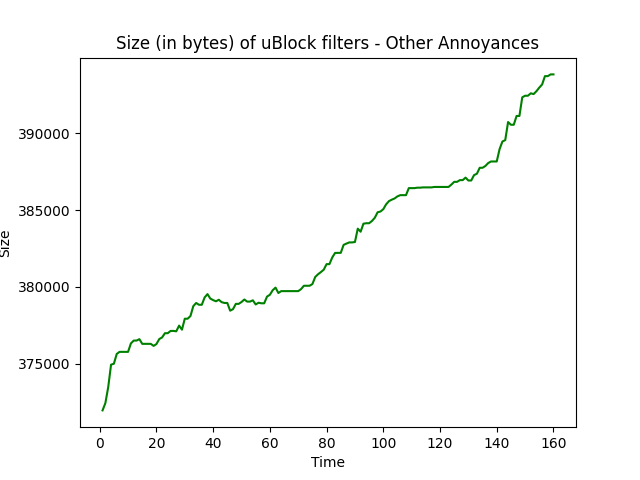 Size (in bytes) of uBlock filters - Other Annoyances
390000
385000
380000
375000
Size
0 20 40 60 80 100 120 140 160
Time